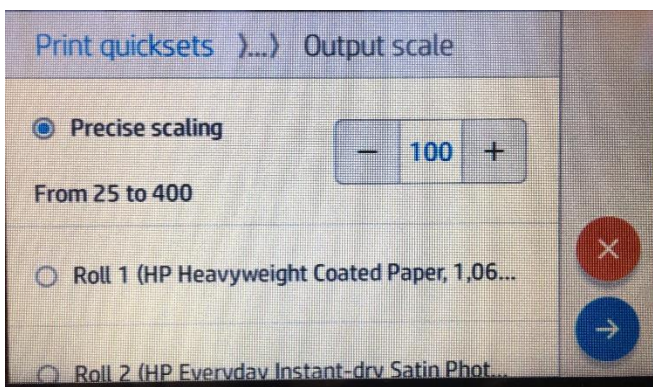 Print quicksets ⟩...⟩ Output scale
Precise scaling
− 100 +
From 25 to 400
Roll 1 (HP Heavyweight Coated Paper, 1,06...
Roll 2 (HP Everyday Instant-dry Satin Phot...